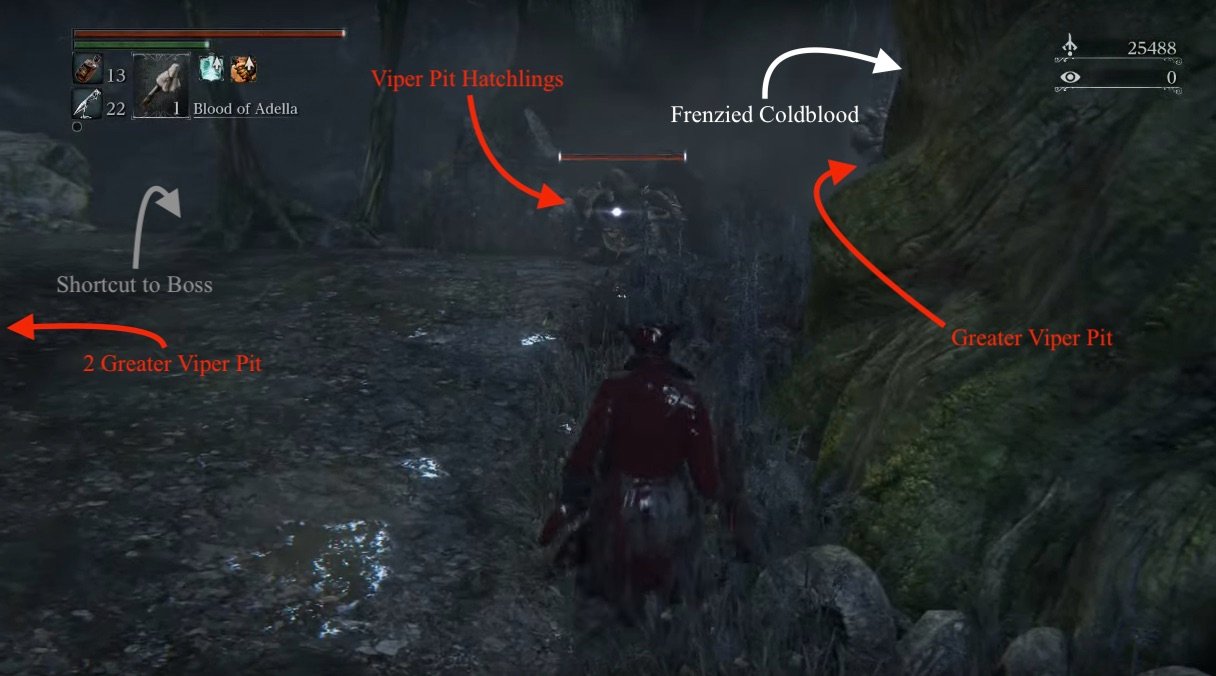 13
22
1 Blood of Adella
25488
0
Viper Pit Hatchlings
Frenzied Coldblood
Shortcut to Boss
2 Greater Viper Pit
Greater Viper Pit